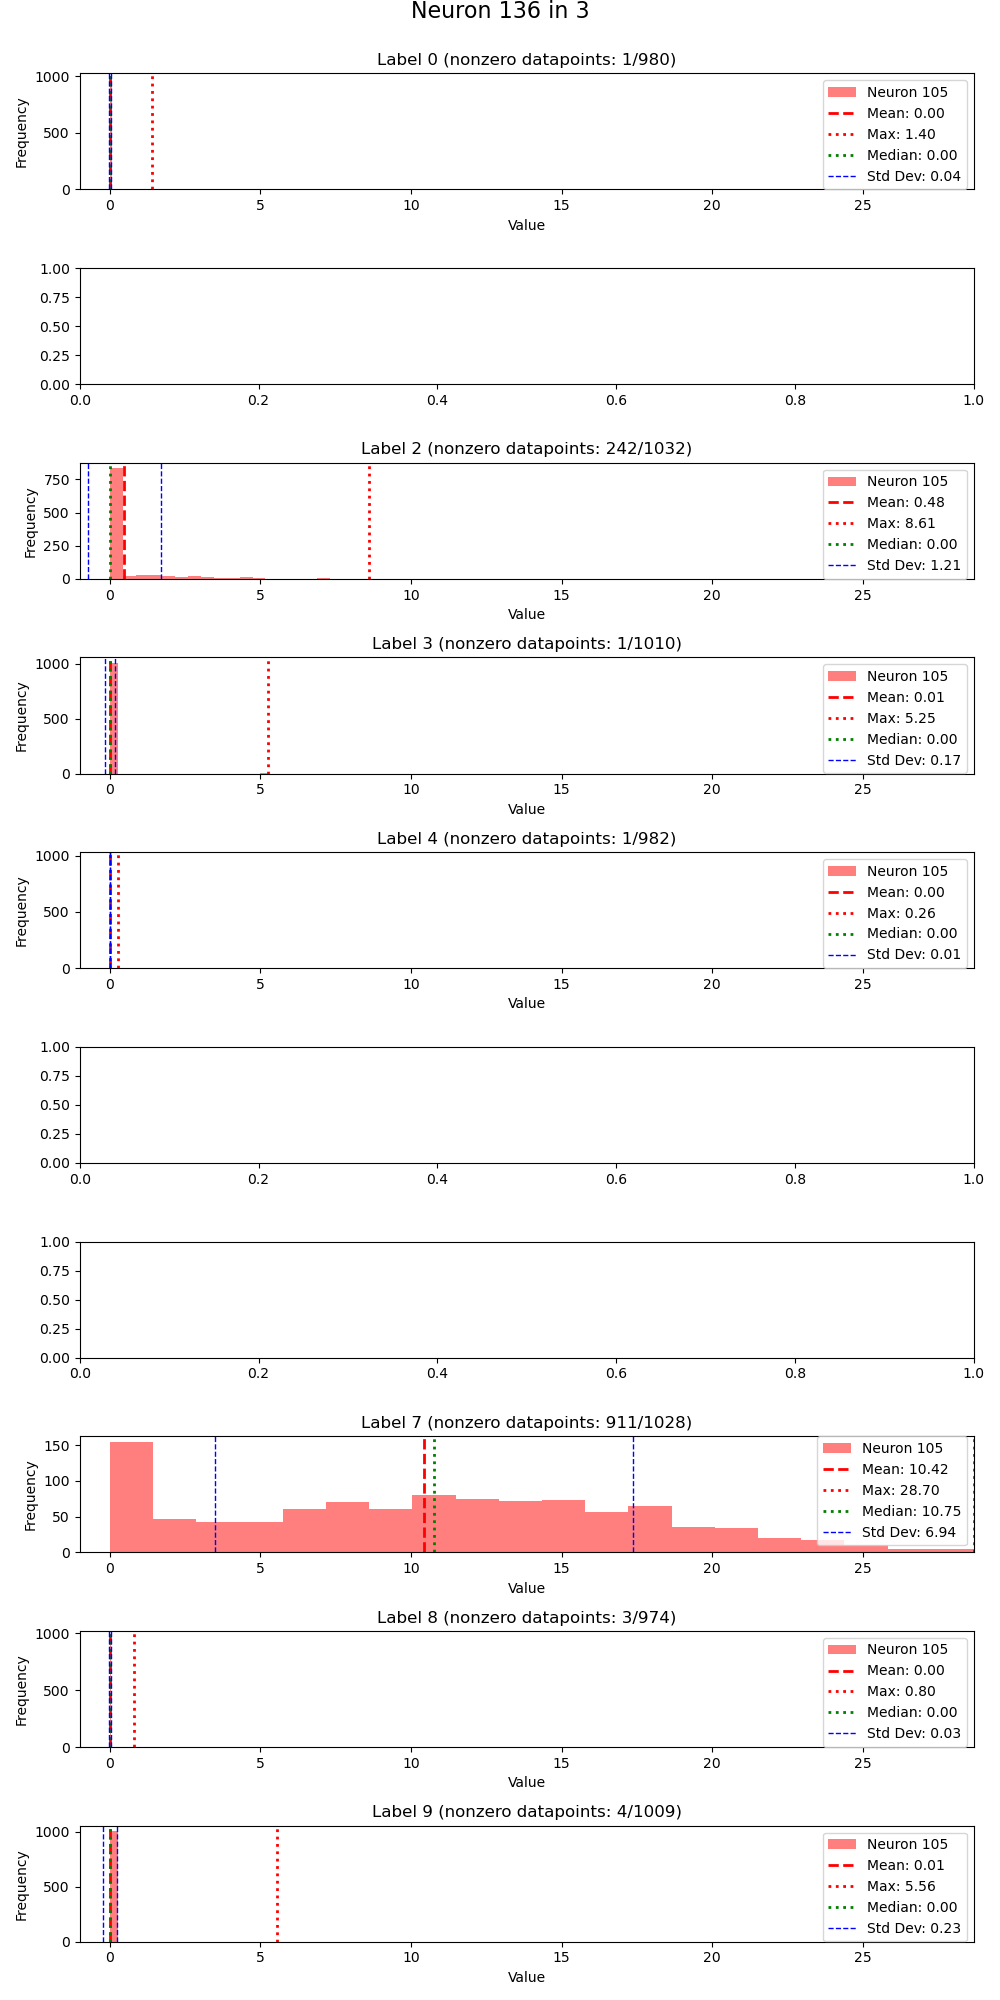 Neuron 136 in 3
Label 0 (nonzero datapoints: 1/980)
Frequency
1000
500
0
Neuron 105
Mean: 0.00
Max: 1.40
Median: 0.00
Std Dev: 0.04
0 5 10 15 20 25
Value
1.00
0.75
0.50
0.25
0.00
0.0 0.2 0.4 0.6 0.8 1.0
Label 2 (nonzero datapoints: 242/1032)
Frequency
750
500
250
0
Neuron 105
Mean: 0.48
Max: 8.61
Median: 0.00
Std Dev: 1.21
0 5 10 15 20 25
Value
Label 3 (nonzero datapoints: 1/1010)
Frequency
1000
500
0
Neuron 105
Mean: 0.01
Max: 5.25
Median: 0.00
Std Dev: 0.17
0 5 10 15 20 25
Value
Label 4 (nonzero datapoints: 1/982)
Frequency
1000
500
0
Neuron 105
Mean: 0.00
Max: 0.26
Median: 0.00
Std Dev: 0.01
0 5 10 15 20 25
Value
1.00
0.75
0.50
0.25
0.00
0.0 0.2 0.4 0.6 0.8 1.0
1.00
0.75
0.50
0.25
0.00
0.0 0.2 0.4 0.6 0.8 1.0
Label 7 (nonzero datapoints: 911/1028)
Frequency
150
100
50
0
Neuron 105
Mean: 10.42
Max: 28.70
Median: 10.75
Std Dev: 6.94
0 5 10 15 20 25
Value
Label 8 (nonzero datapoints: 3/974)
Frequency
1000
500
0
Neuron 105
Mean: 0.00
Max: 0.80
Median: 0.00
Std Dev: 0.03
0 5 10 15 20 25
Value
Label 9 (nonzero datapoints: 4/1009)
Frequency
1000
500
0
Neuron 105
Mean: 0.01
Max: 5.56
Median: 0.00
Std Dev: 0.23
0 5 10 15 20 25
Value